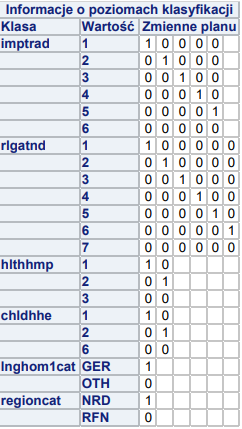 Informacje o poziomach klasyfikacji
Klasa Wartość Zmienne planu
imptrad 1 1 0 0 0 0
2 0 1 0 0 0
3 0 0 1 0 0
4 0 0 0 1 0
5 0 0 0 0 1
6 0 0 0 0 0
rlgatnd 1 1 0 0 0 0 0
2 0 1 0 0 0 0
3 0 0 1 0 0 0
4 0 0 0 1 0 0
5 0 0 0 0 1 0
6 0 0 0 0 0 1
7 0 0 0 0 0 0
hlthhmp 1 1 0
2 0 1
3 0 0
chldhhe 1 1 0
2 0 1
6 0 0
lnghom1cat GER 1
OTH 0
regioncat NRD 1
RFN 0